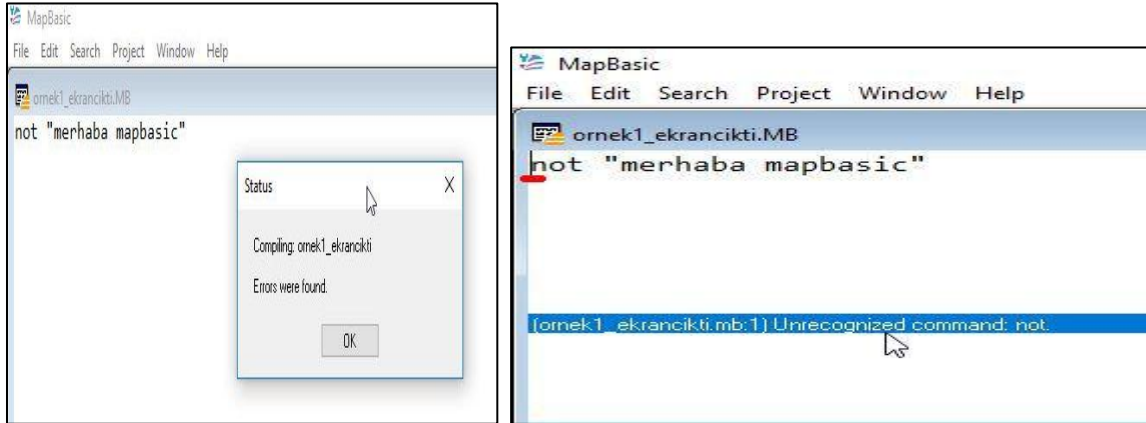 MapBasic
File Edit Search Project Window Help
ornek1_ekrancikti.MB
not "merhaba mapbasic"
Status X
Compiling: ornek1_ekrancikti
Errors were found.
OK
MapBasic
File Edit Search Project Window Help
ornek1_ekrancikti.MB
not "merhaba mapbasic"
(ornek1_ekrancikti.mb:1) Unrecognized command: not.